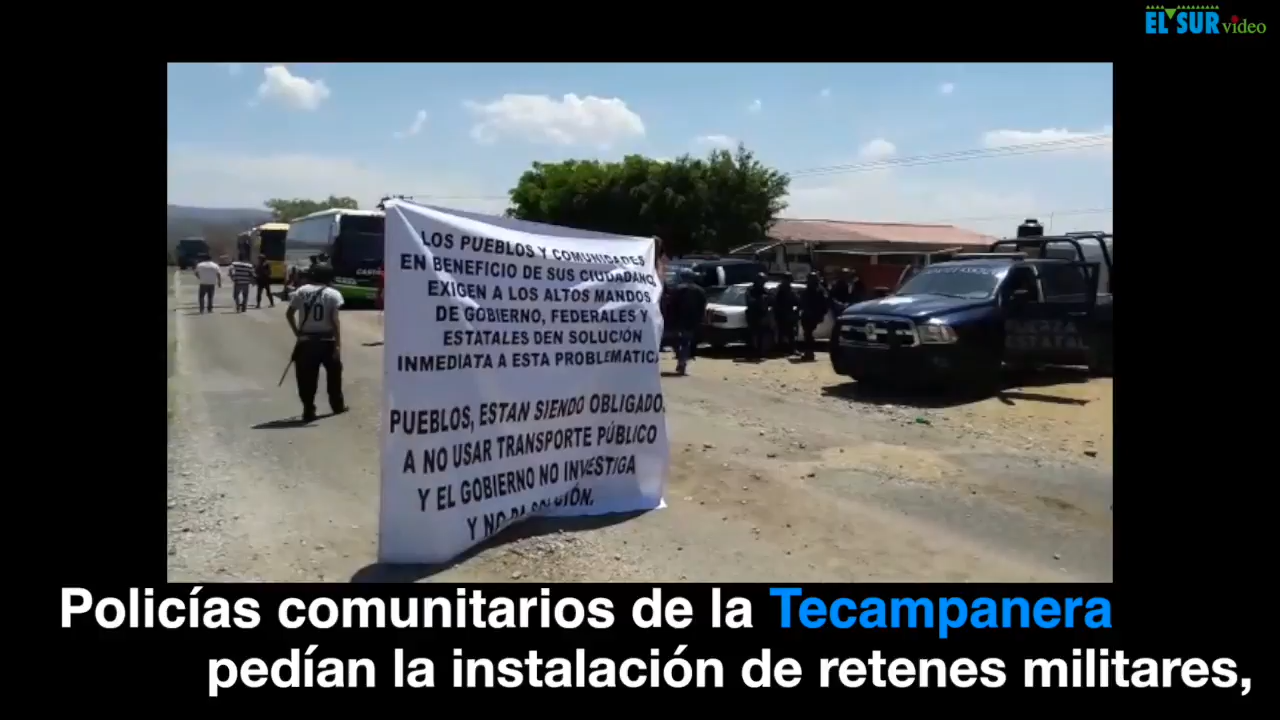 EL SUR video
LOS PUEBLOS Y COMUNIDADES
EN BENEFICIO DE SUS CIUDADANO
EXIGEN A LOS ALTOS MANDOS
DE GOBIERNO, FEDERALES Y
ESTATALES DEN SOLUCIÓN
INMEDIATA A ESTA PROBLEMATICA
PUEBLOS, ESTAN SIENDO OBLIGADO
A NO USAR TRANSPORTE PÚBLICO
Y EL GOBIERNO NO INVESTIGA
Y NO DA SOLUCIÓN.
FUERZA
ESTATAL
Policías comunitarios de la Tecampanera
pedían la instalación de retenes militares,